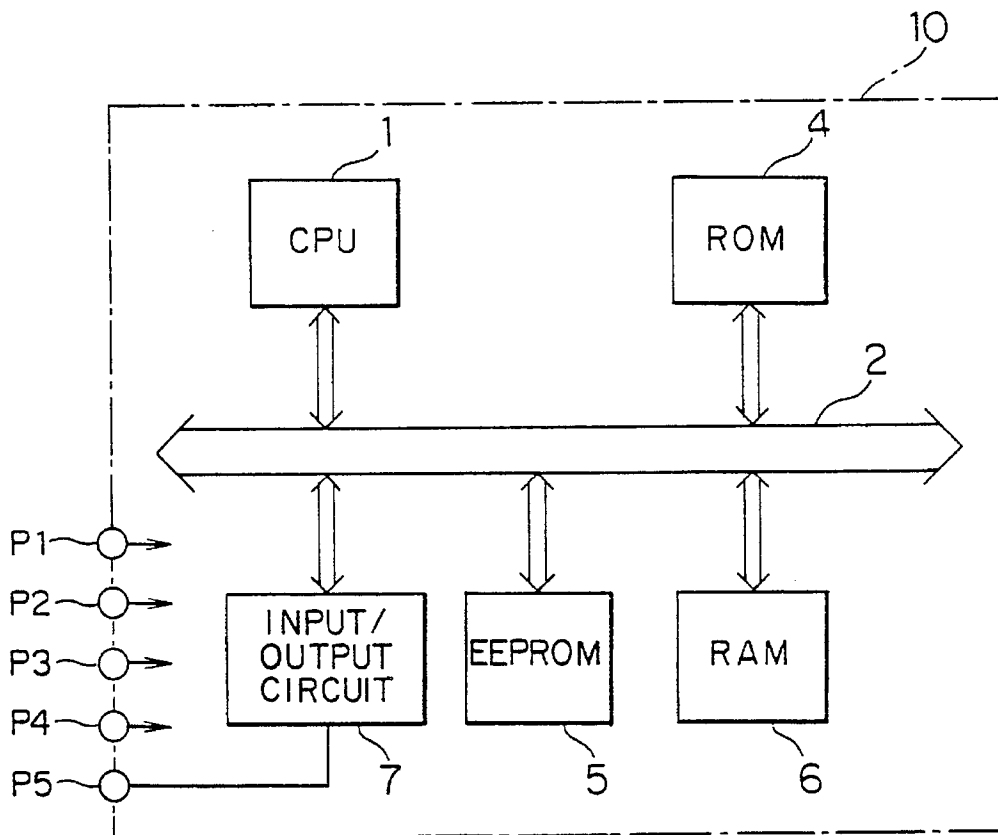 10
1
4
CPU
ROM
2
P1
P2
P3
P4
P5
INPUT/
OUTPUT
CIRCUIT
EEPROM
RAM
7
5
6